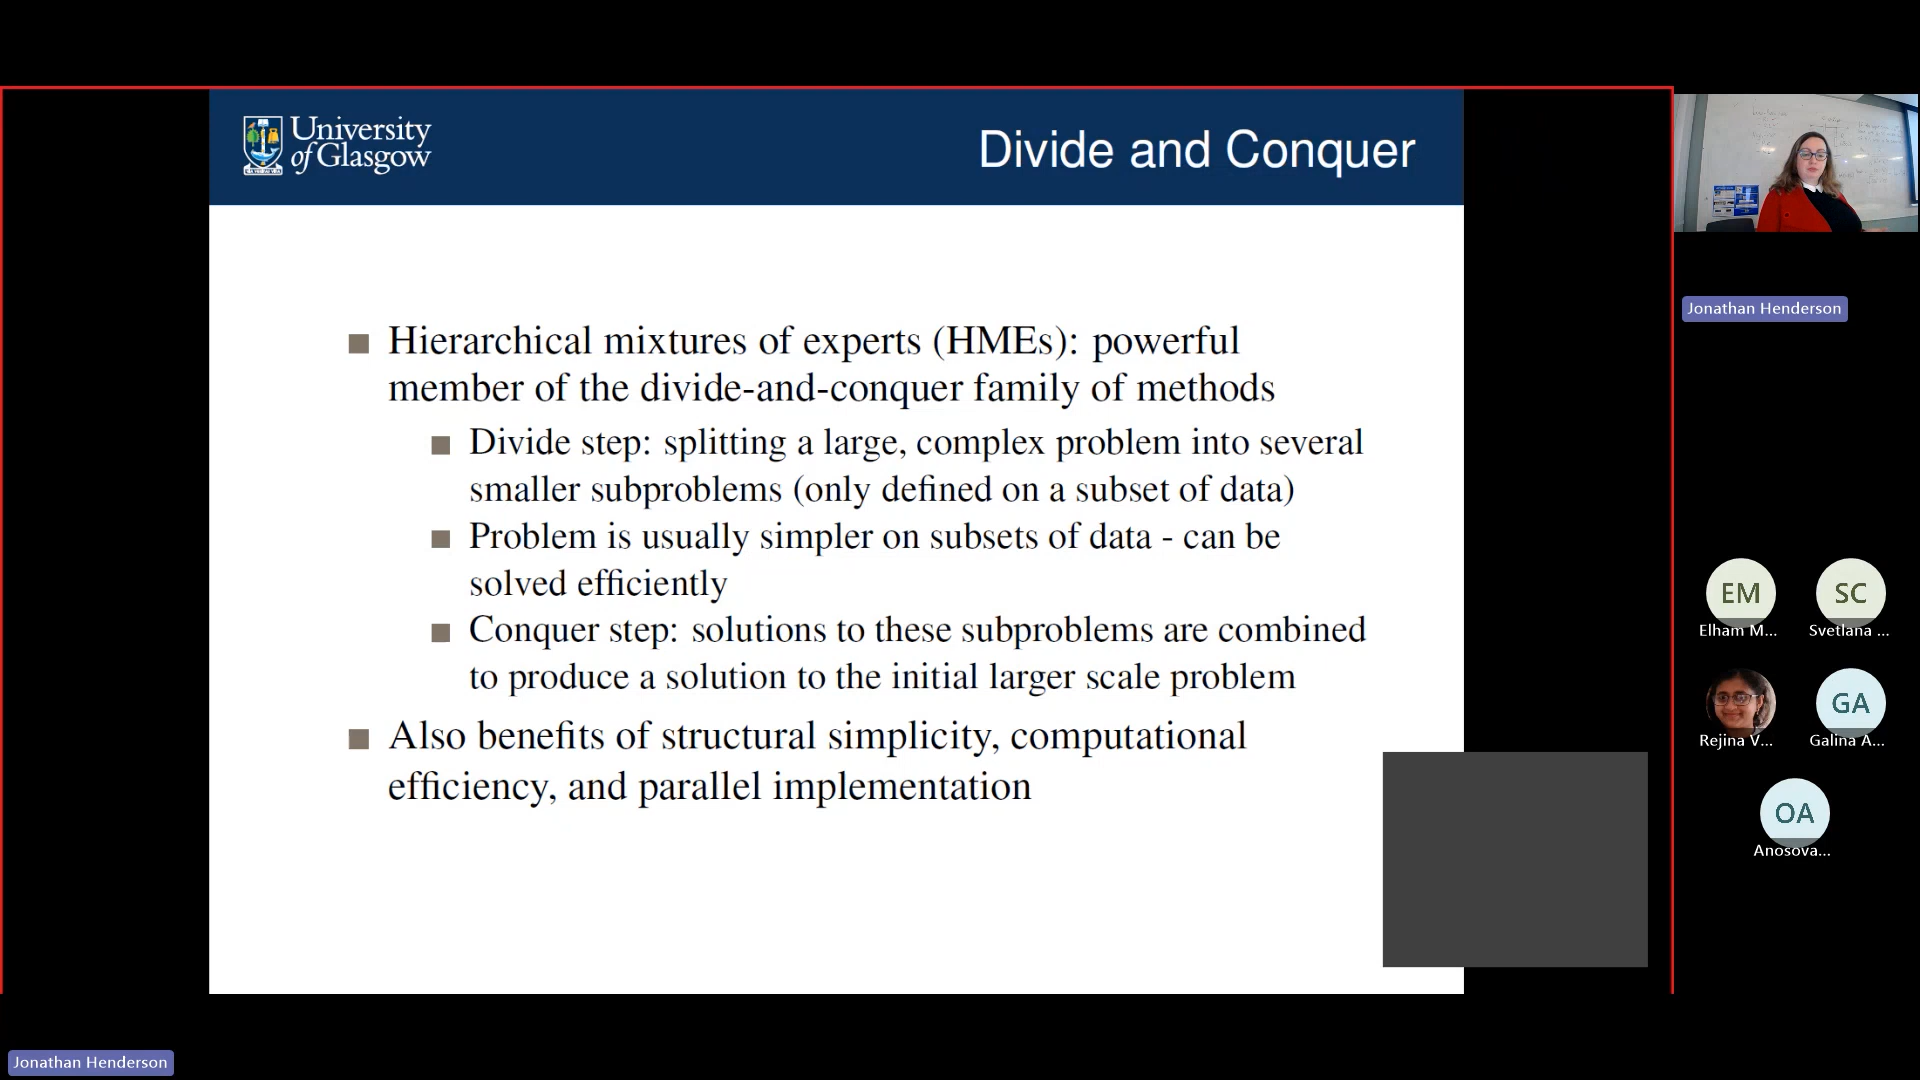 University
of Glasgow
Divide and Conquer
Hierarchical mixtures of experts (HMEs): powerful
member of the divide-and-conquer family of methods
Divide step: splitting a large, complex problem into several
smaller subproblems (only defined on a subset of data)
Problem is usually simpler on subsets of data - can be
solved efficiently
Conquer step: solutions to these subproblems are combined
to produce a solution to the initial larger scale problem
Also benefits of structural simplicity, computational
efficiency, and parallel implementation
Jonathan Henderson
EM
Elham M...
SC
Svetlana ...
Rejina V...
GA
Galina A...
OA
Anosova...
Jonathan Henderson